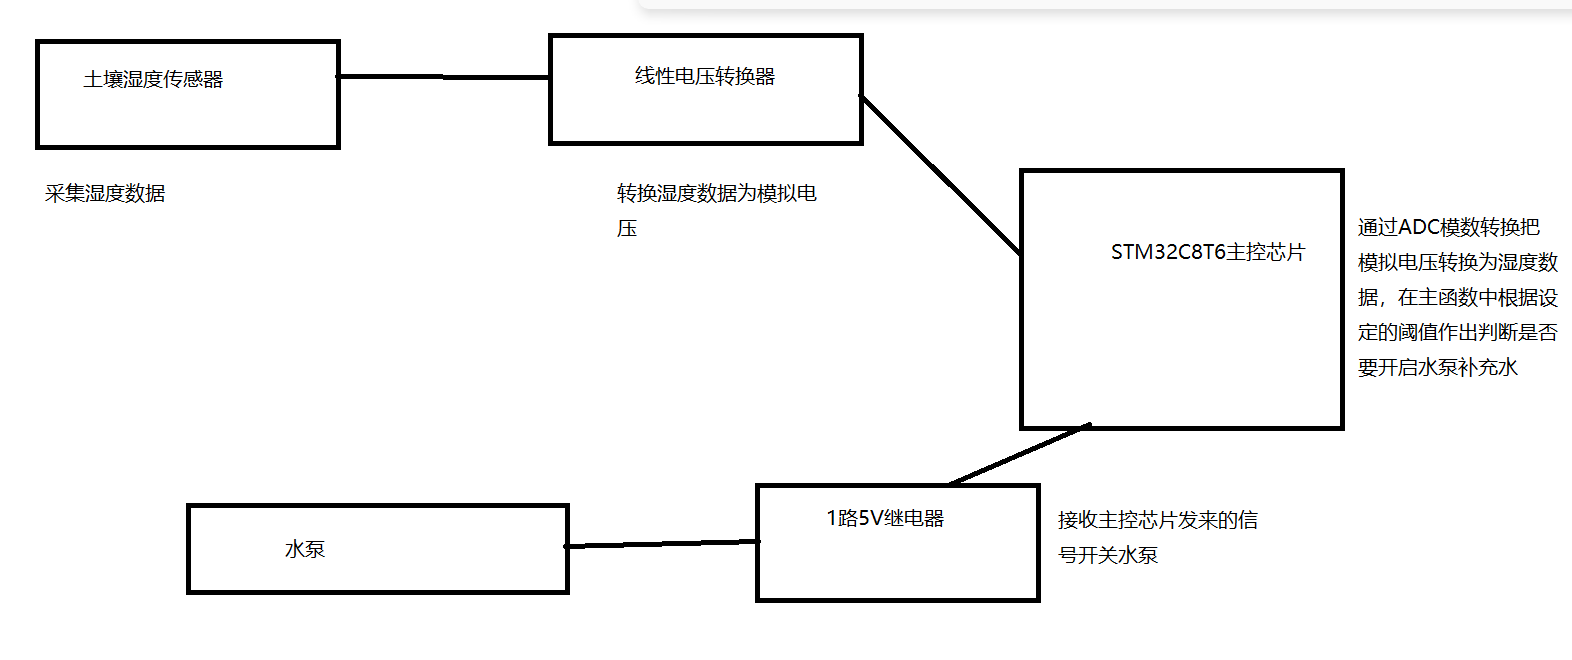 土壤湿度传感器
采集湿度数据
线性电压转换器
转换湿度数据为模拟电
压
STM32C8T6主控芯片
通过ADC模数转换把
模拟电压转换为湿度数
据，在主函数中根据设
定的阈值作出判断是否
要开启水泵补充水
1路5V继电器
接收主控芯片发来的信
号开关水泵
水泵